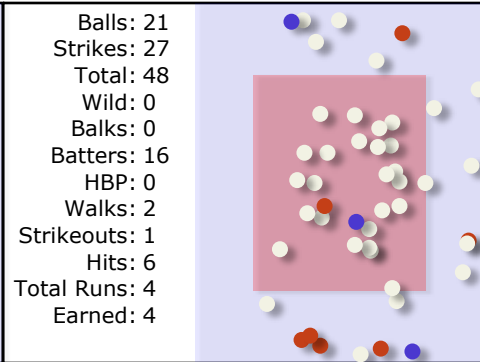 Balls: 21
Strikes: 27
Total: 48
Wild: 0
Balks: 0
Batters: 16
HBP: 0
Walks: 2
Strikeouts: 1
Hits: 6
Total Runs: 4
Earned: 4